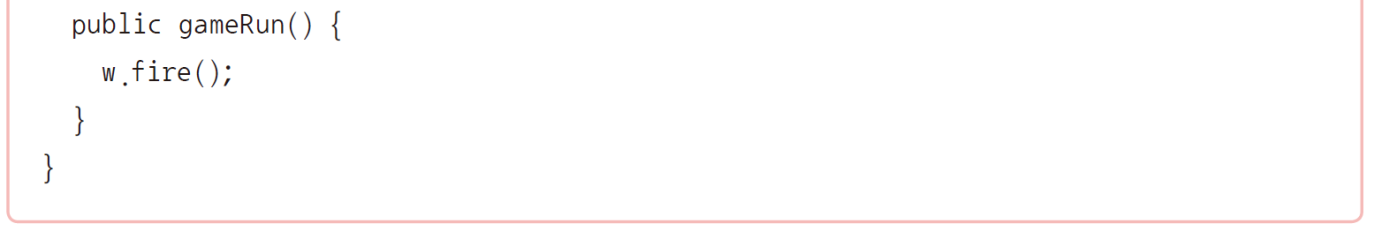 public gameRun() {
w.fire();
}
}